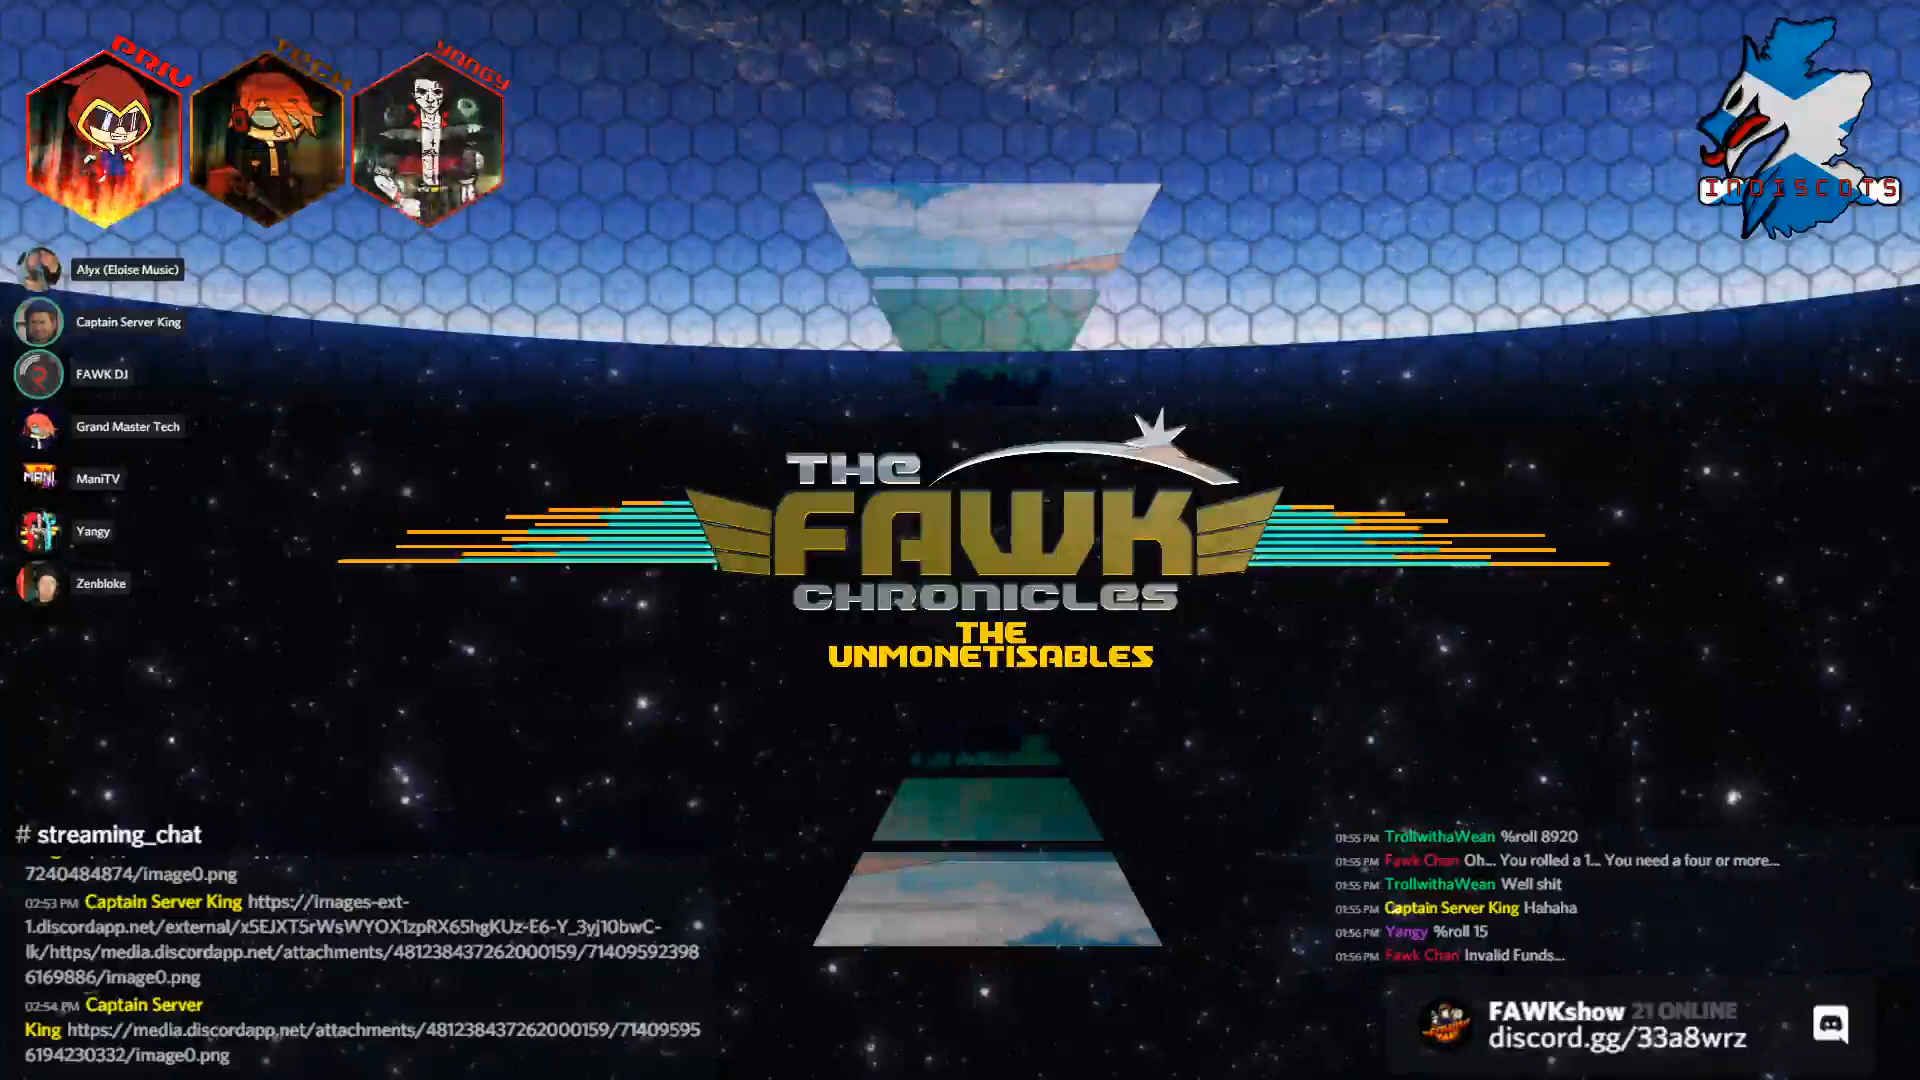 PRIV
TECH
YANGY
INDISCOTS
Alyx (Eloise Music)
Captain Server King
FAWK DJ
Grand Master Tech
MANI
ManiTV
Yangy
Zenbloke
THE
FAWK
CHRONICLES
THE
UNMONETISABLES
# streaming_chat
7240484874/image0.png
02:53 PM Captain Server King https://images-ext-
1.discordapp.net/external/x5EJXT5rWsWYOX1zpRX65hgKUz-E6-Y_3yj10bwC-
lk/https/media.discordapp.net/attachments/481238437262000159/71409592398
6169886/image0.png
02:54 PM Captain Server
King https://media.discordapp.net/attachments/481238437262000159/71409595
6194230332/image0.png
01:55 PM TrollwithaWean %roll 8920
01:55 PM Fawk Chan Oh... You rolled a 1... You need a four or more...
01:55 PM TrollwithaWean Well shit
01:55 PM Captain Server King Hahaha
01:56 PM Yangy %roll 15
01:56 PM Fawk Chan Invalid Funds...
FAWKshow 21 ONLINE
discord.gg/33a8wrz